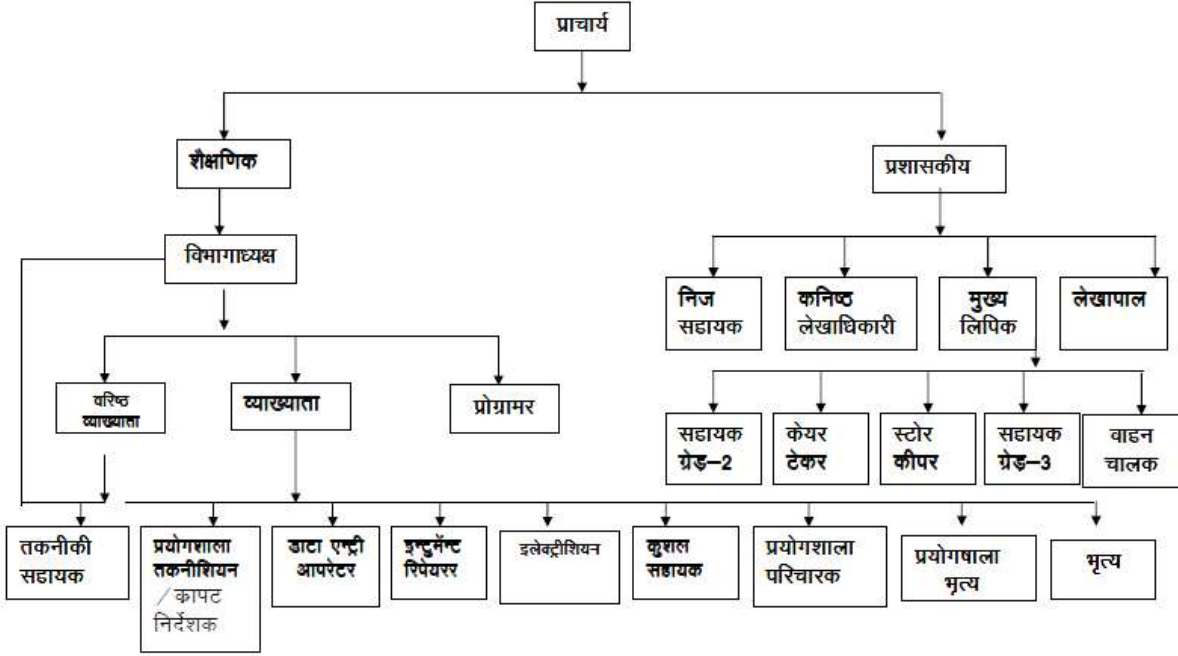 प्राचार्य
शैक्षणिक
प्रशासकीय
विभागाध्यक्ष
निज
सहायक
कनिष्ठ
लेखाधिकारी
मुख्य
लिपिक
लेखापाल
वरिष्ठ
व्याख्याता
व्याख्याता
प्रोग्रामर
सहायक
ग्रेड–2
केयर
टेकर
स्टोर
कीपर
सहायक
ग्रेड–3
वाहन
चालक
तकनीकी
सहायक
प्रयोगशाला
तकनीशियन
/कापट
निर्देशक
डाटा एन्ट्री
आपरेटर
इन्टुमेंन्ट
रिपेयरर
इलेक्ट्रीशियन
कुशल
सहायक
प्रयोगशाला
परिचारक
प्रयोगषाला
भृत्य
भृत्य